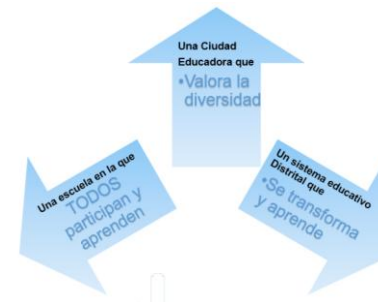 Una Ciudad
Educadora que
•Valora la
diversidad
Una escuela en la que
TODOS
participan y
aprenden
Un sistema educativo
Distrital que
•Se transforma
y aprende